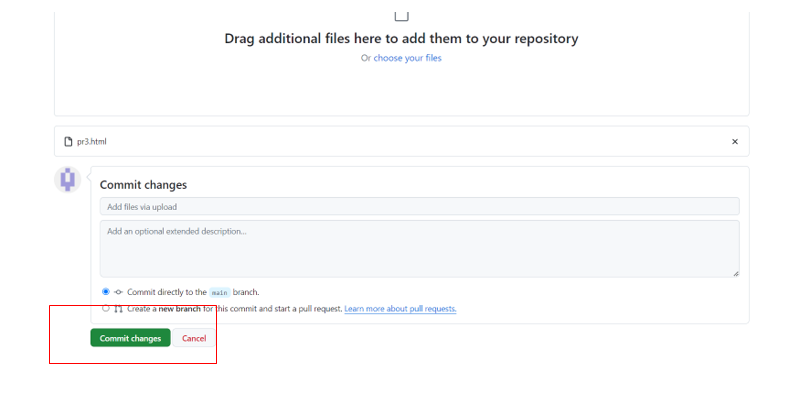 Drag additional files here to add them to your repository
Or choose your files
pr3.html
Commit changes
Add files via upload
Add an optional extended description...
Commit directly to the main branch.
Create a new branch for this commit and start a pull request. Learn more about pull requests.
Commit changes Cancel